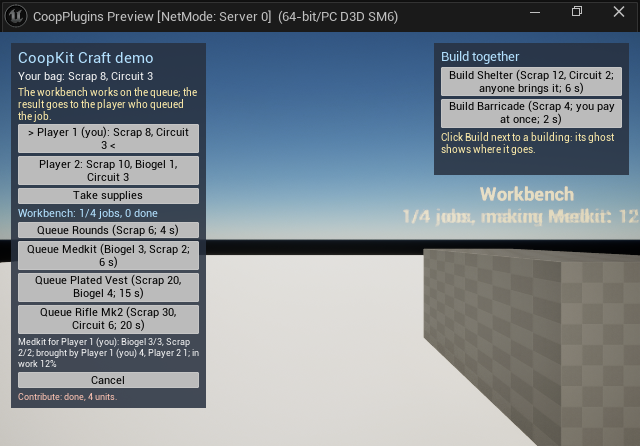 CoopPlugins Preview [NetMode: Server 0] (64-bit/PC D3D SM6)
CoopKit Craft demo
Your bag: Scrap 8, Circuit 3
The workbench works on the queue; the
result goes to the player who queued
the job.
> Player 1 (you): Scrap 8, Circuit
3 <
Player 2: Scrap 10, Biogel 1,
Circuit 3
Take supplies
Workbench: 1/4 jobs, 0 done
Queue Rounds (Scrap 6; 4 s)
Queue Medkit (Biogel 3, Scrap 2;
6 s)
Queue Plated Vest (Scrap 20,
Biogel 4; 15 s)
Queue Rifle Mk2 (Scrap 30,
Circuit 6; 20 s)
Medkit for Player 1 (you): Biogel 3/3, Scrap
2/2; brought by Player 1 (you) 4, Player 2 1; in
work 12%
Cancel
Contribute: done, 4 units.
Build together
Build Shelter (Scrap 12, Circuit 2;
anyone brings it; 6 s)
Build Barricade (Scrap 4; you pay
at once; 2 s)
Click Build next to a building: its ghost
shows where it goes.
Workbench
1/4 jobs, making Medkit: 12